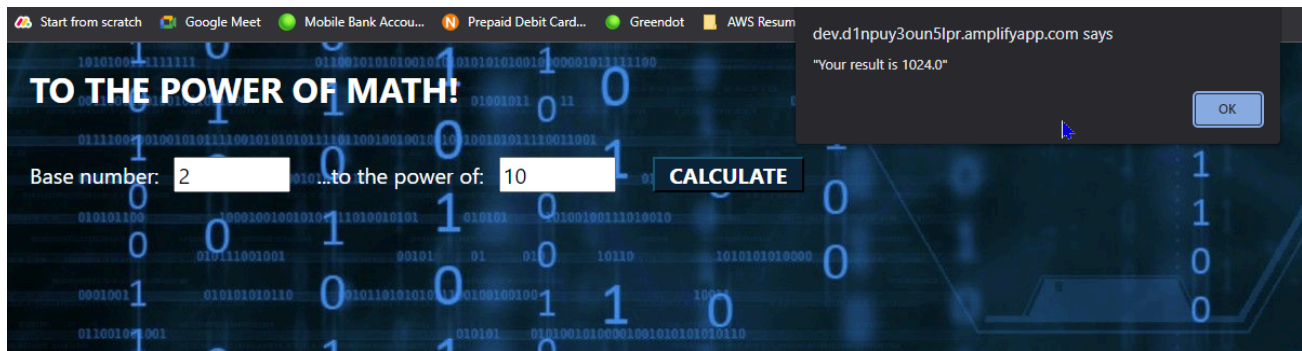 Start from scratch Google Meet Mobile Bank Accou... Prepaid Debit Card... Greendot AWS Resum
dev.d1npuy3oun5lpr.amplifyapp.com says
"Your result is 1024.0"
OK
TO THE POWER OF MATH!
Base number: 2 ...to the power of: 10 CALCULATE